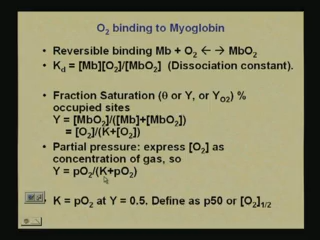 O₂ binding to Myoglobin
• Reversible binding Mb + O₂ ← → MbO₂
• K_d = [Mb][O₂]/[MbO₂] (Dissociation constant).
• Fraction Saturation (θ or Y, or YO₂) %
occupied sites
Y = [MbO₂]/([Mb]+[MbO₂])
= [O₂]/(K+[O₂])
• Partial pressure: express [O₂] as
concentration of gas, so
Y = pO₂/(K+pO₂)
• K = pO₂ at Y = 0.5. Define as p50 or [O₂]₁/₂